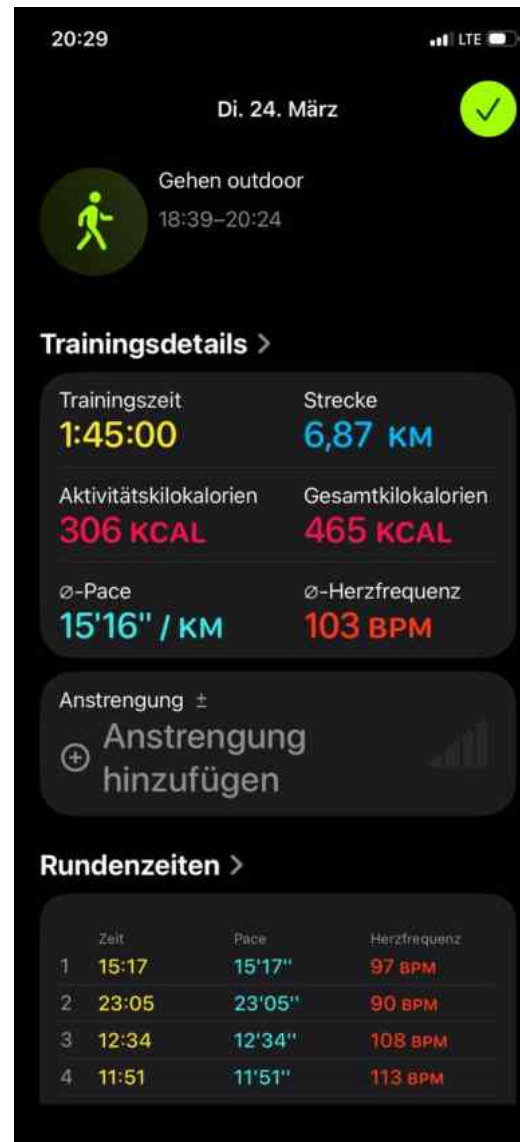 20:29
LTE
Di. 24. März
Gehen outdoor
18:39–20:24
Trainingsdetails >
Trainingszeit Strecke
1:45:00 6,87 KM
Aktivitätskilokalorien Gesamtkilokalorien
306 KCAL 465 KCAL
⌀-Pace ⌀-Herzfrequenz
15'16" / KM 103 BPM
Anstrengung ±
Anstrengung
hinzufügen
Rundenzeiten >
Zeit Pace Herzfrequenz
1 15:17 15'17" 97 BPM
2 23:05 23'05" 90 BPM
3 12:34 12'34" 108 BPM
4 11:51 11'51" 113 BPM